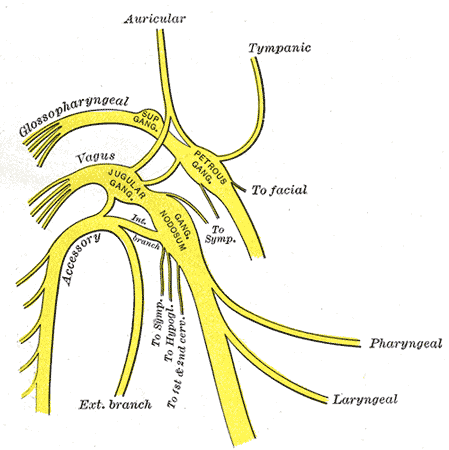 Auricular
Tympanic
Glossopharyngeal
SUP.
GANG.
Vagus
PETROUS
GANG.
JUGULAR
GANG.
To facial
GANG.
NODOSUM
To
Symp.
Int.
branch
Accessory
To Symp.
To Hypogl.
To 1st & 2nd cerv.
Pharyngeal
Ext. branch
Laryngeal